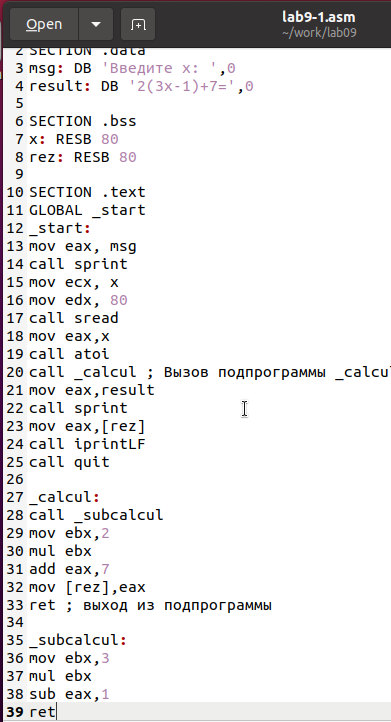 Open
lab9-1.asm
~/work/lab09
2 SECTION .data
3 msg: DB 'Введите x: ',0
4 result: DB '2(3x-1)+7=',0
5
6 SECTION .bss
7 x: RESB 80
8 rez: RESB 80
9
10 SECTION .text
11 GLOBAL _start
12 _start:
13 mov eax, msg
14 call sprint
15 mov ecx, x
16 mov edx, 80
17 call sread
18 mov eax,x
19 call atoi
20 call _calcul ; Вызов подпрограммы _calcul
21 mov eax,result
22 call sprint
23 mov eax,[rez]
24 call iprintLF
25 call quit
26
27 _calcul:
28 call _subcalcul
29 mov ebx,2
30 mul ebx
31 add eax,7
32 mov [rez],eax
33 ret ; выход из подпрограммы
34
35 _subcalcul:
36 mov ebx,3
37 mul ebx
38 sub eax,1
39 ret